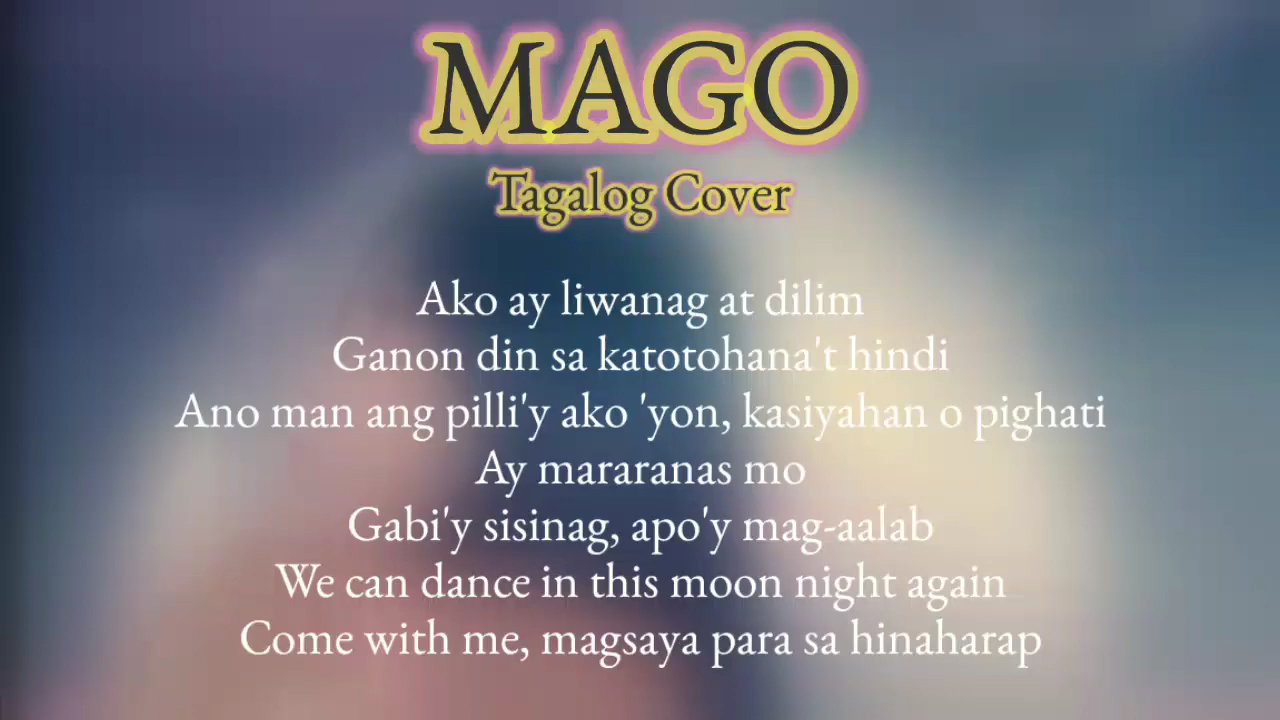 MAGO
Tagalog Cover
Ako ay liwanag at dilim
Ganon din sa katotohana't hindi
Ano man ang pilli'y ako 'yon, kasiyahan o pighati
Ay mararanas mo
Gabi'y sisinag, apo'y mag-aalab
We can dance in this moon night again
Come with me, magsaya para sa hinaharap